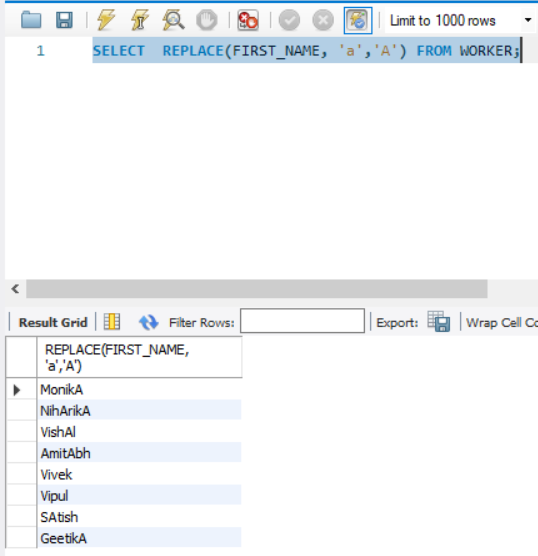 Limit to 1000 rows
1 SELECT REPLACE(FIRST_NAME, 'a','A') FROM WORKER;
Result Grid Filter Rows: Export: Wrap Cell Co
REPLACE(FIRST_NAME,
'a','A')
MonikA
NihArikA
VishAl
AmitAbh
Vivek
Vipul
SAtish
GeetikA